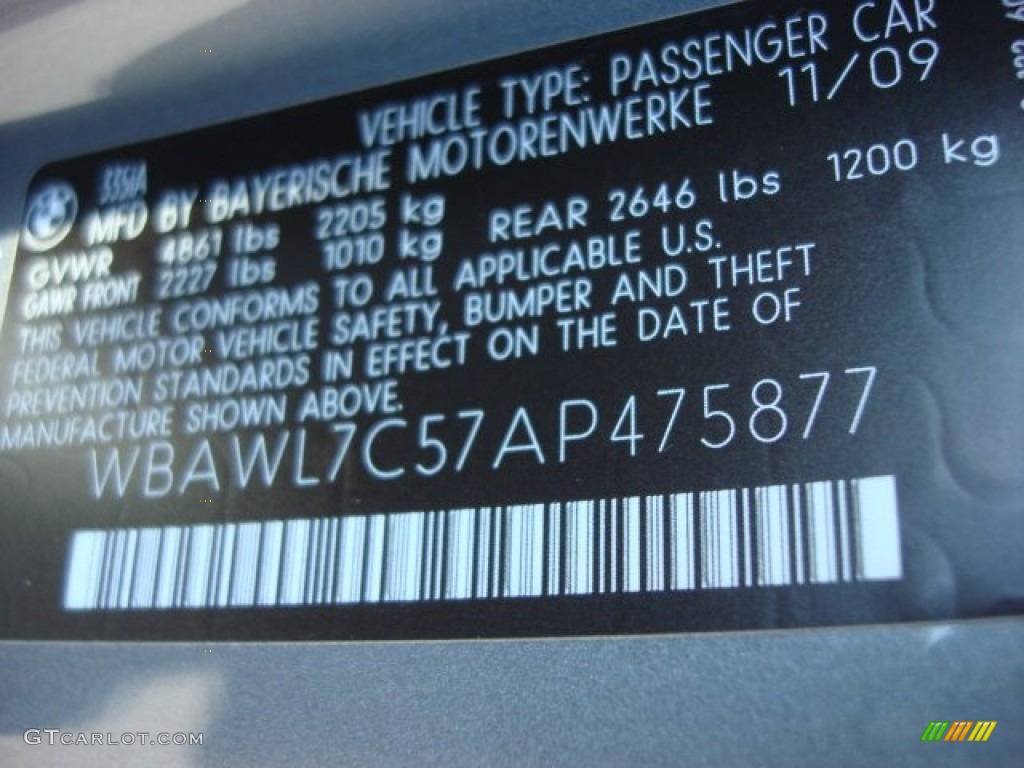 VEHICLE TYPE: PASSENGER CAR
335IA
MFD BY BAYERISCHE MOTORENWERKE 11/09
GVWR 4861 lbs 2205 kg
GAWR FRONT 2227 lbs 1010 kg REAR 2646 lbs 1200 kg
THIS VEHICLE CONFORMS TO ALL APPLICABLE U.S.
FEDERAL MOTOR VEHICLE SAFETY, BUMPER AND THEFT
PREVENTION STANDARDS IN EFFECT ON THE DATE OF
MANUFACTURE SHOWN ABOVE.
WBAWL7C57AP475877
GTCARLOT.COM